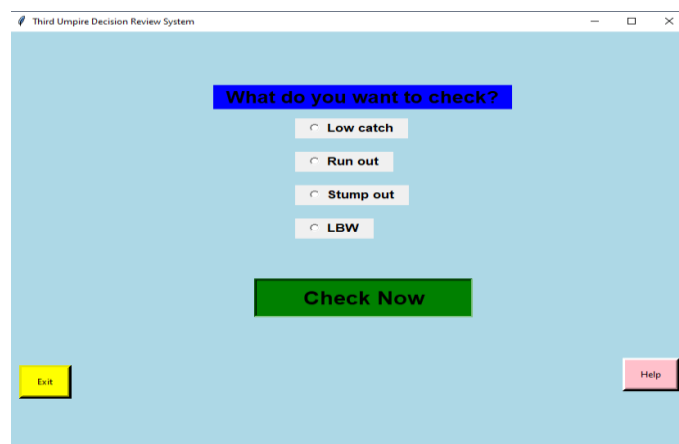 Third Umpire Decision Review System
What do you want to check?
Low catch
Run out
Stump out
LBW
Check Now
Exit
Help